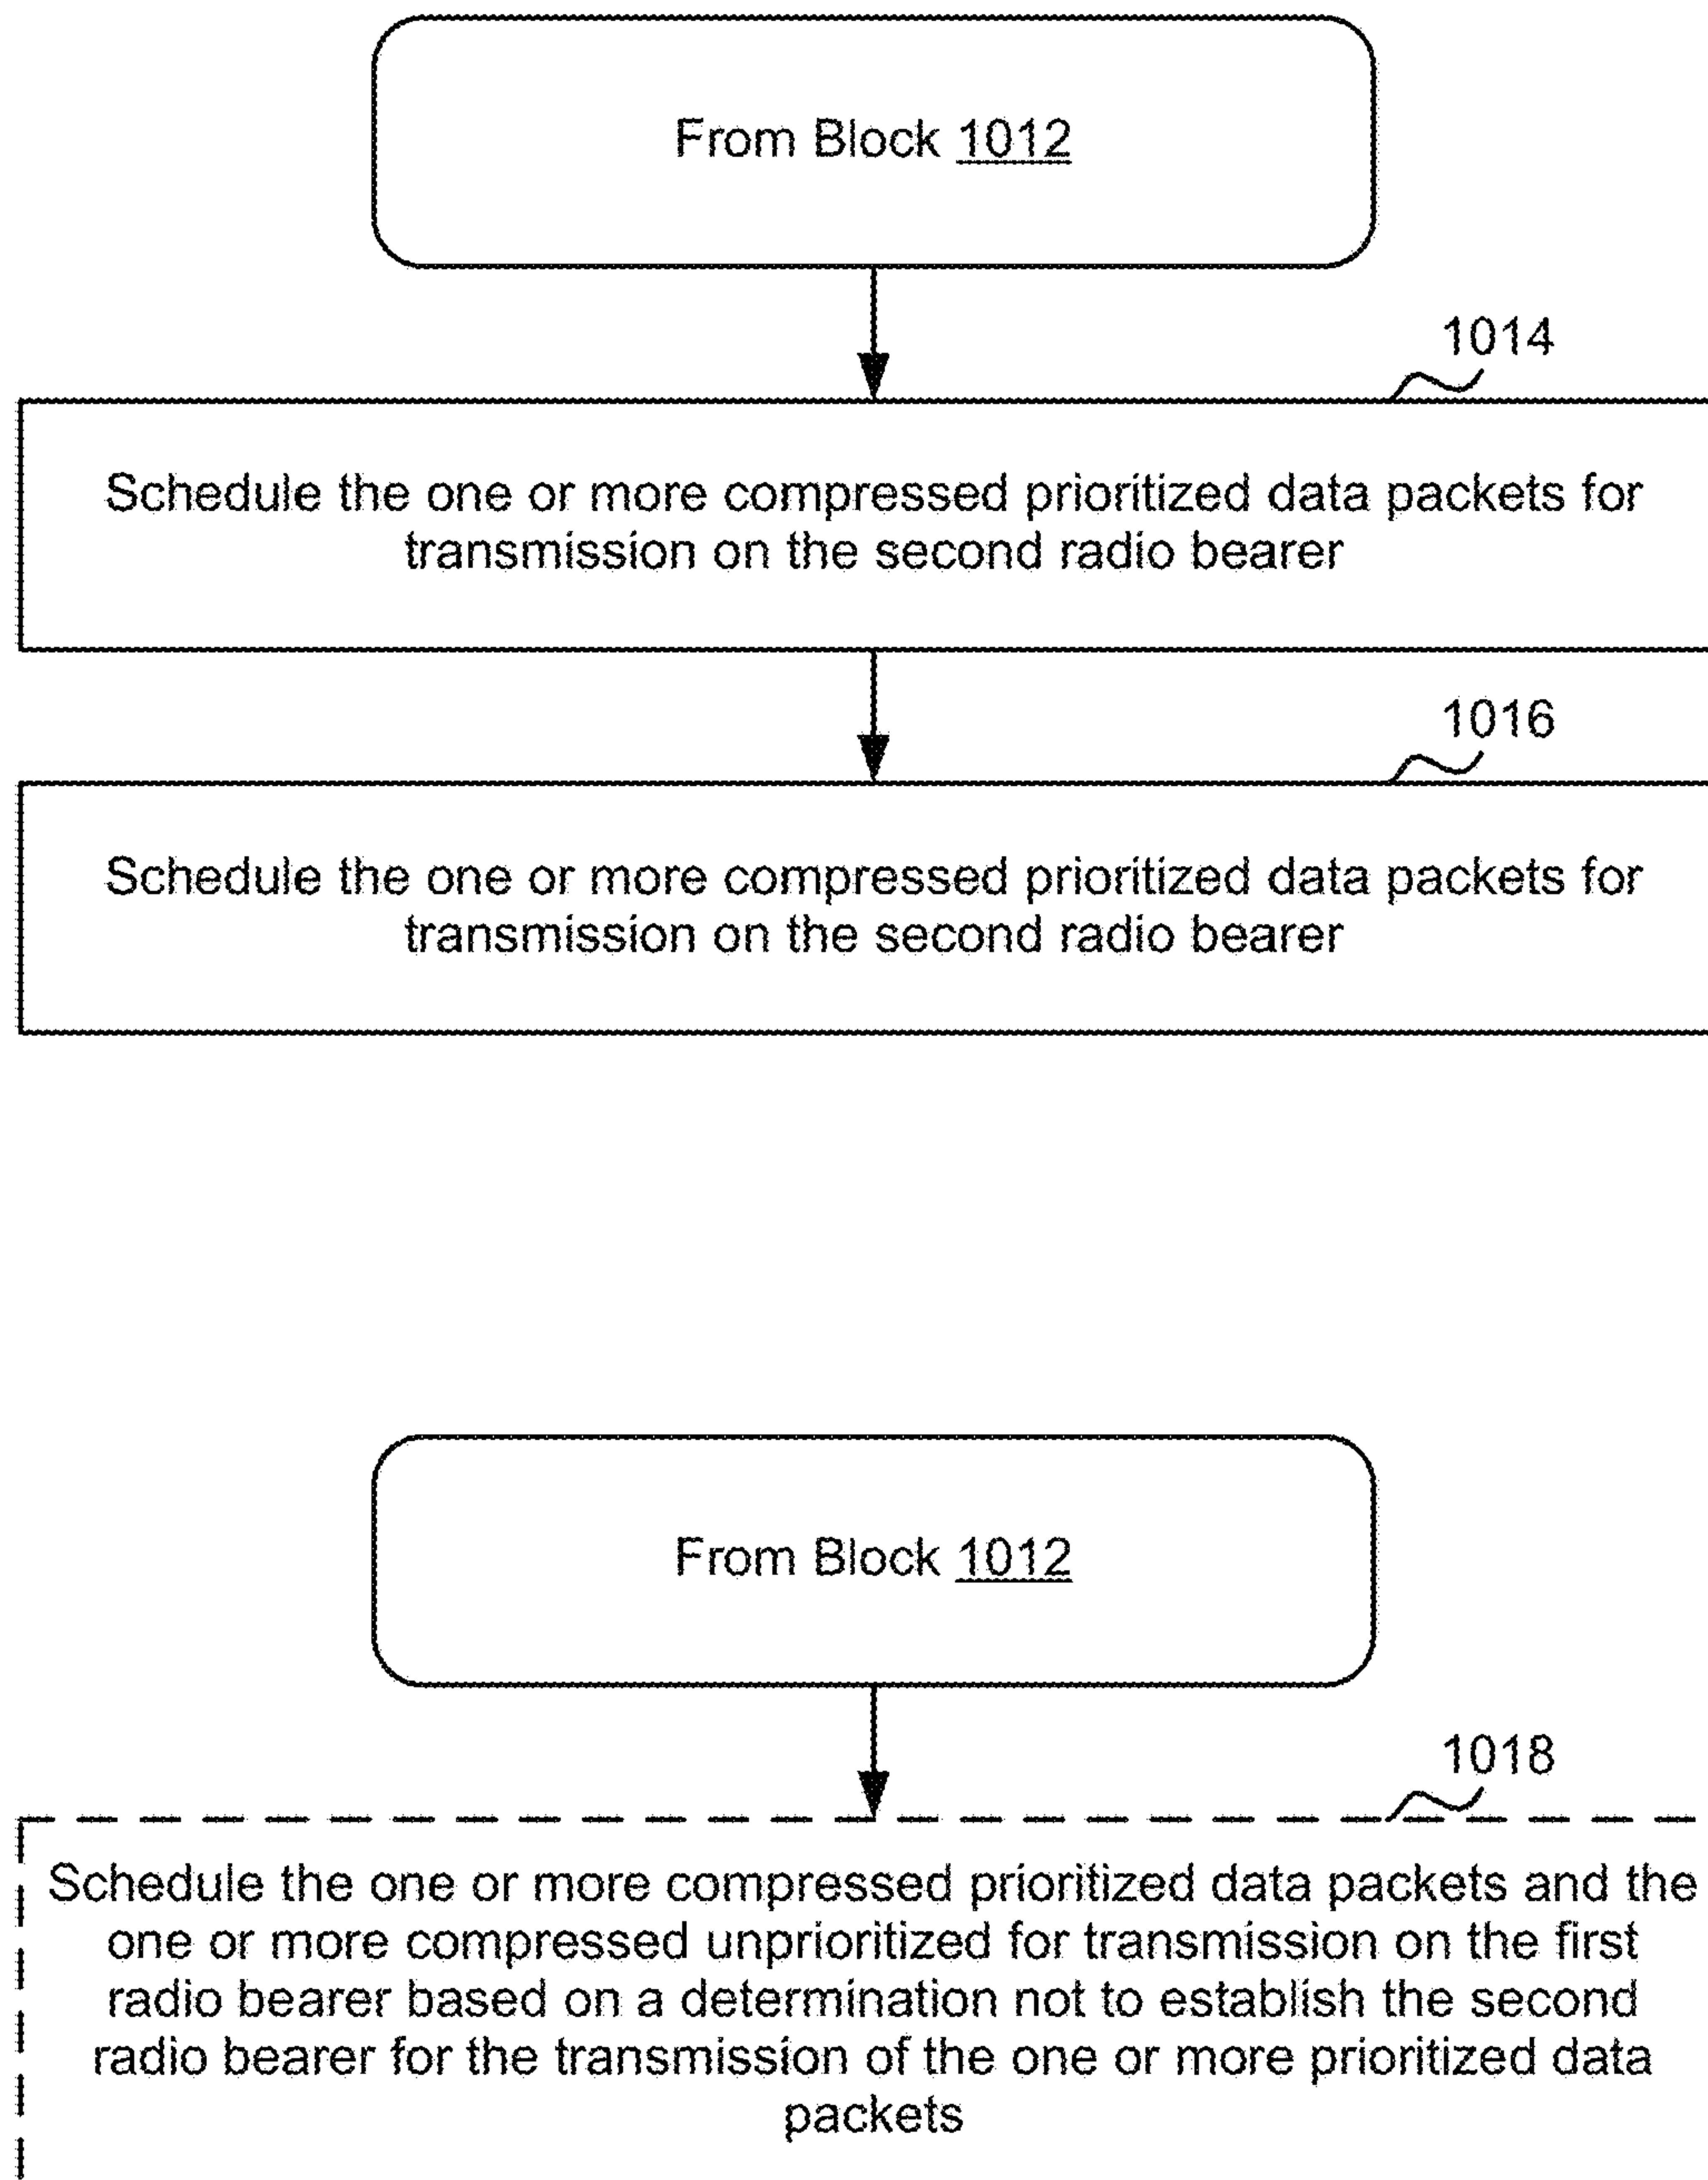 From Block 1012
1014
Schedule the one or more compressed prioritized data packets for
transmission on the second radio bearer
1016
Schedule the one or more compressed prioritized data packets for
transmission on the second radio bearer
From Block 1012
1018
Schedule the one or more compressed prioritized data packets and the
one or more compressed unprioritized for transmission on the first
radio bearer based on a determination not to establish the second
radio bearer for the transmission of the one or more prioritized data
packets